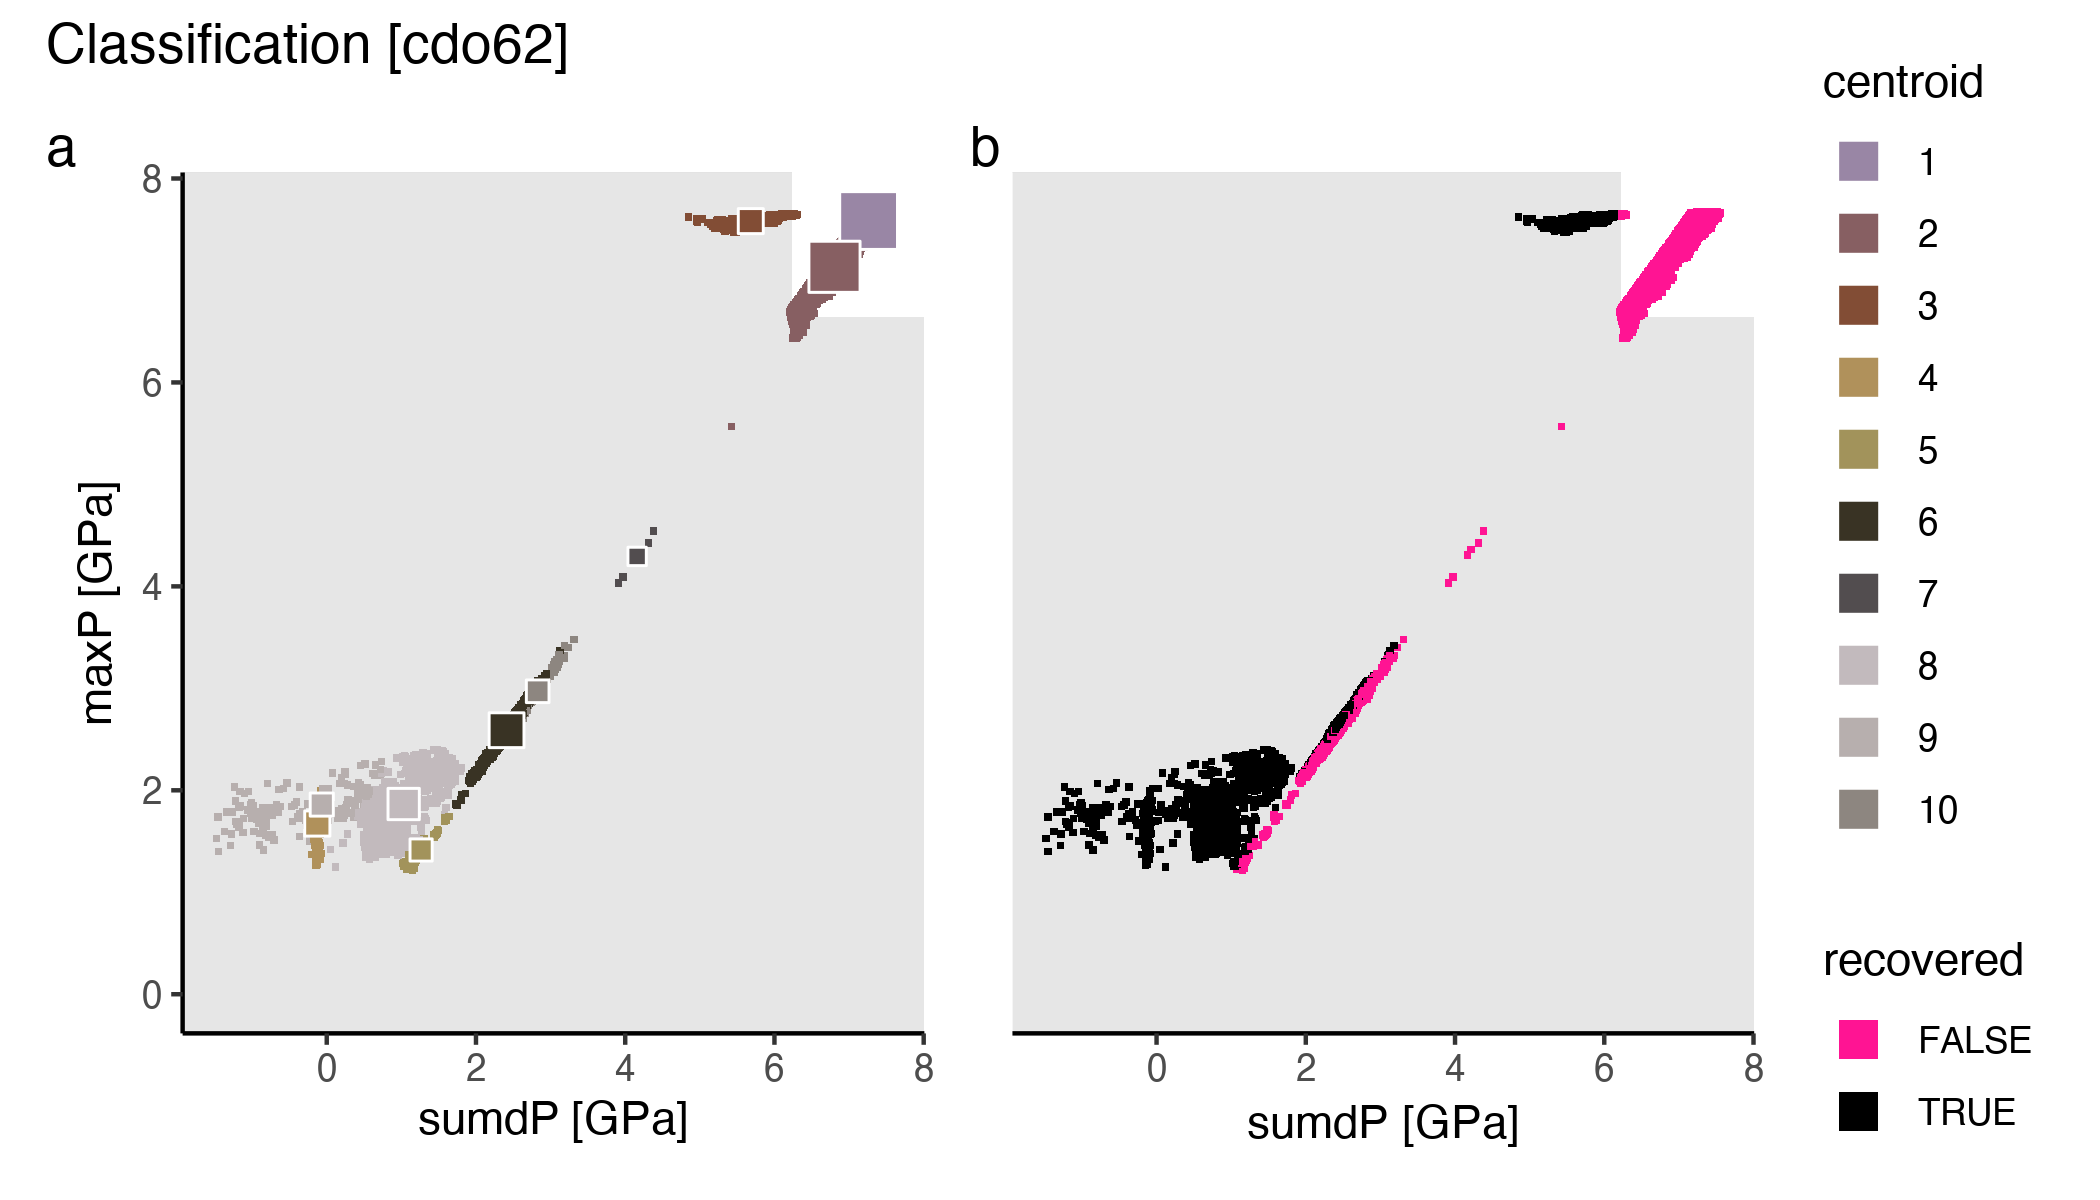 Classification [cdo62]
a
b
8
6
4
2
0
maxP [GPa]
0 2 4 6 8
sumdP [GPa]
0 2 4 6 8
sumdP [GPa]
centroid
1
2
3
4
5
6
7
8
9
10
recovered
FALSE
TRUE